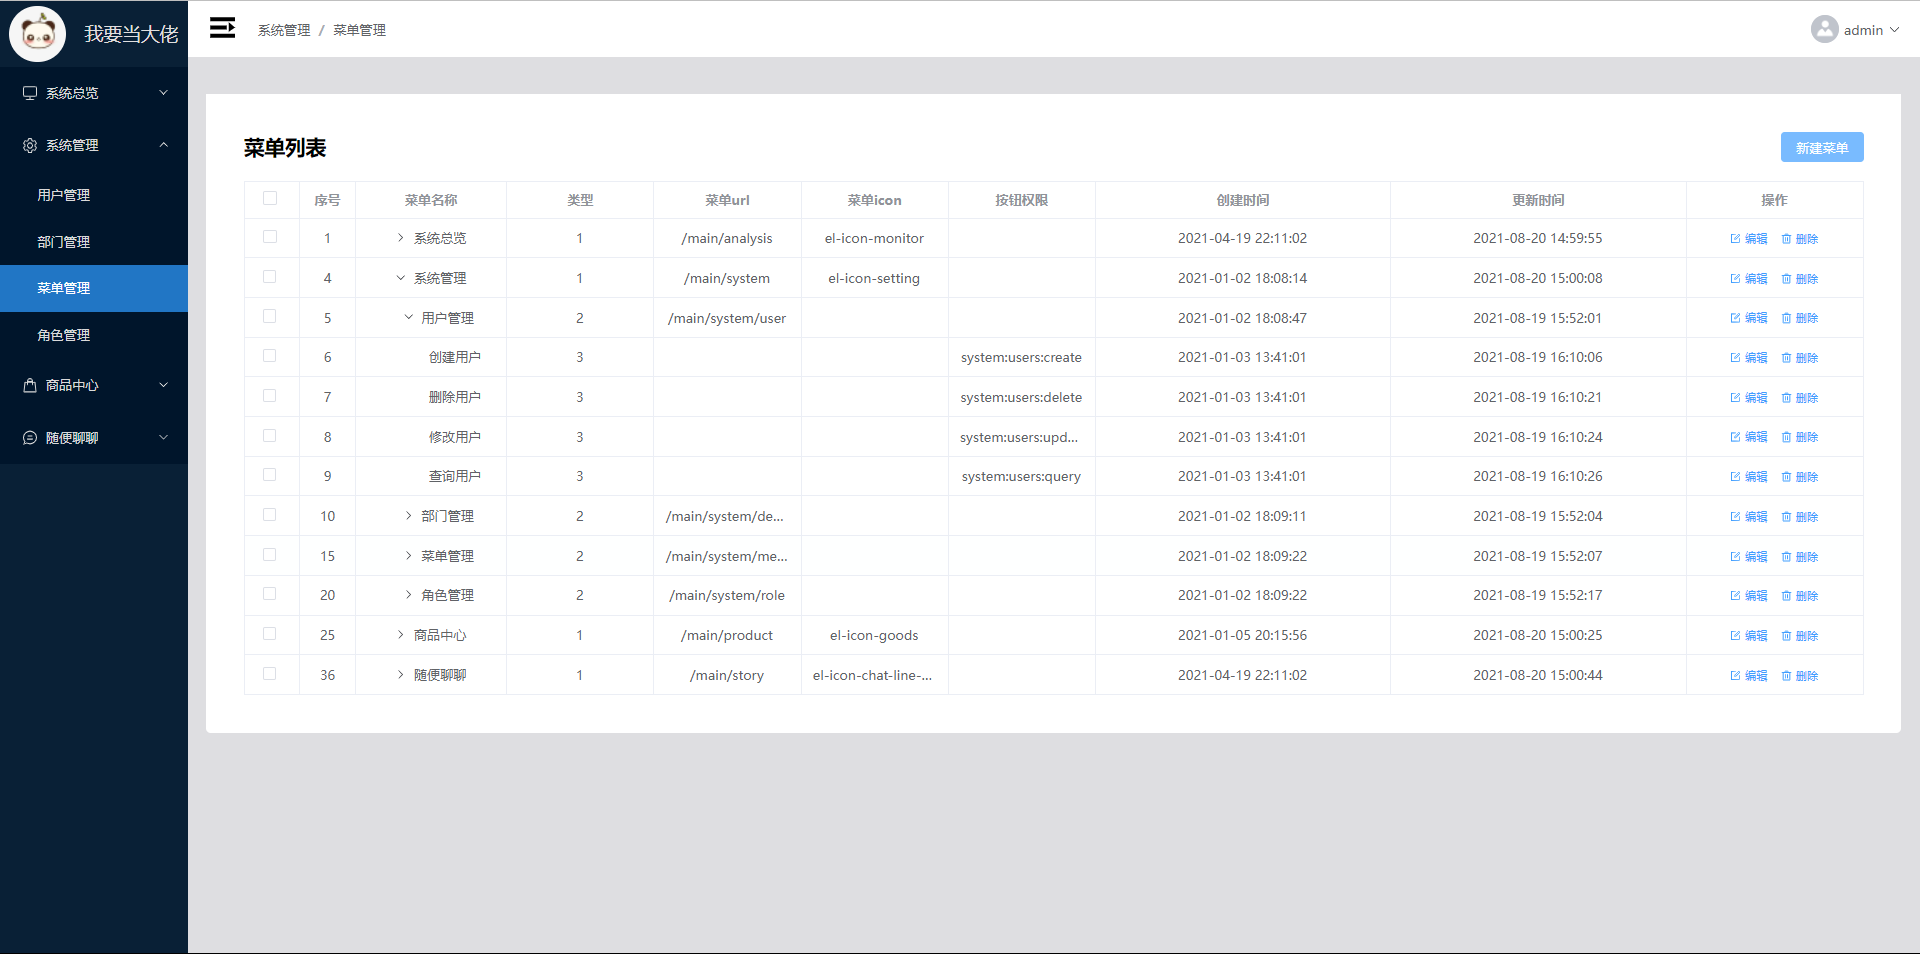 我要当大佬
系统管理 / 菜单管理
admin
系统总览
系统管理
用户管理
部门管理
菜单管理
角色管理
商品中心
随便聊聊
菜单列表
新建菜单
序号 菜单名称 类型 菜单url 菜单icon 按钮权限 创建时间 更新时间 操作
1 系统总览 1 /main/analysis el-icon-monitor 2021-04-19 22:11:02 2021-08-20 14:59:55 编辑 删除
4 系统管理 1 /main/system el-icon-setting 2021-01-02 18:08:14 2021-08-20 15:00:08 编辑 删除
5 用户管理 2 /main/system/user 2021-01-02 18:08:47 2021-08-19 15:52:01 编辑 删除
6 创建用户 3 system:users:create 2021-01-03 13:41:01 2021-08-19 16:10:06 编辑 删除
7 删除用户 3 system:users:delete 2021-01-03 13:41:01 2021-08-19 16:10:21 编辑 删除
8 修改用户 3 system:users:upd... 2021-01-03 13:41:01 2021-08-19 16:10:24 编辑 删除
9 查询用户 3 system:users:query 2021-01-03 13:41:01 2021-08-19 16:10:26 编辑 删除
10 部门管理 2 /main/system/de... 2021-01-02 18:09:11 2021-08-19 15:52:04 编辑 删除
15 菜单管理 2 /main/system/me... 2021-01-02 18:09:22 2021-08-19 15:52:07 编辑 删除
20 角色管理 2 /main/system/role 2021-01-02 18:09:22 2021-08-19 15:52:17 编辑 删除
25 商品中心 1 /main/product el-icon-goods 2021-01-05 20:15:56 2021-08-20 15:00:25 编辑 删除
36 随便聊聊 1 /main/story el-icon-chat-line-... 2021-04-19 22:11:02 2021-08-20 15:00:44 编辑 删除